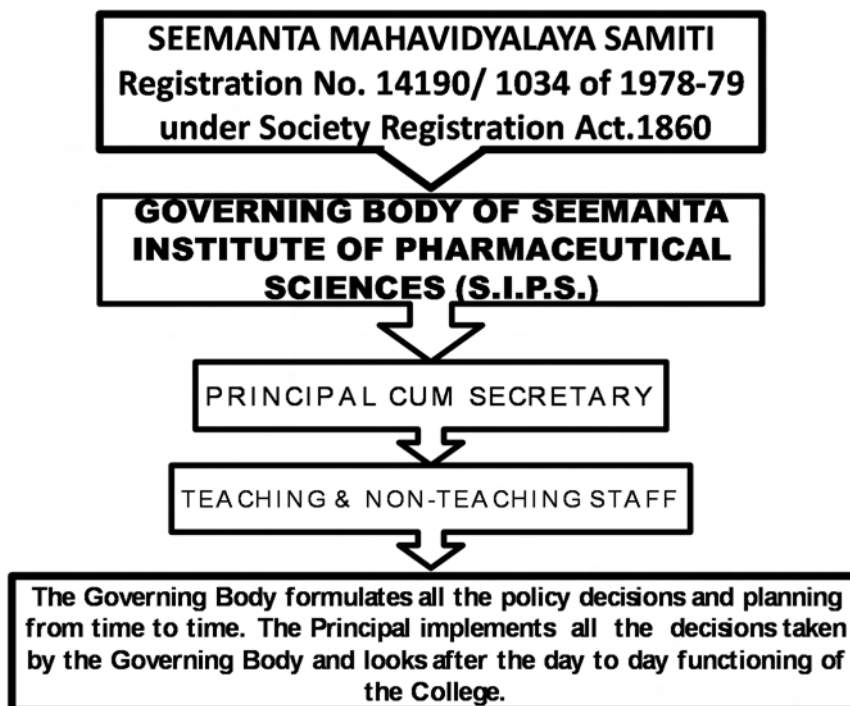 SEEMANTA MAHAVIDYALAYA SAMITI
Registration No. 14190/ 1034 of 1978-79
under Society Registration Act.1860
GOVERNING BODY OF SEEMANTA
INSTITUTE OF PHARMACEUTICAL
SCIENCES (S.I.P.S.)
PRINCIPAL CUM SECRETARY
TEACHING & NON-TEACHING STAFF
The Governing Body formulates all the policy decisions and planning
from time to time. The Principal implements all the decisions taken
by the Governing Body and looks after the day to day functioning of
the College.